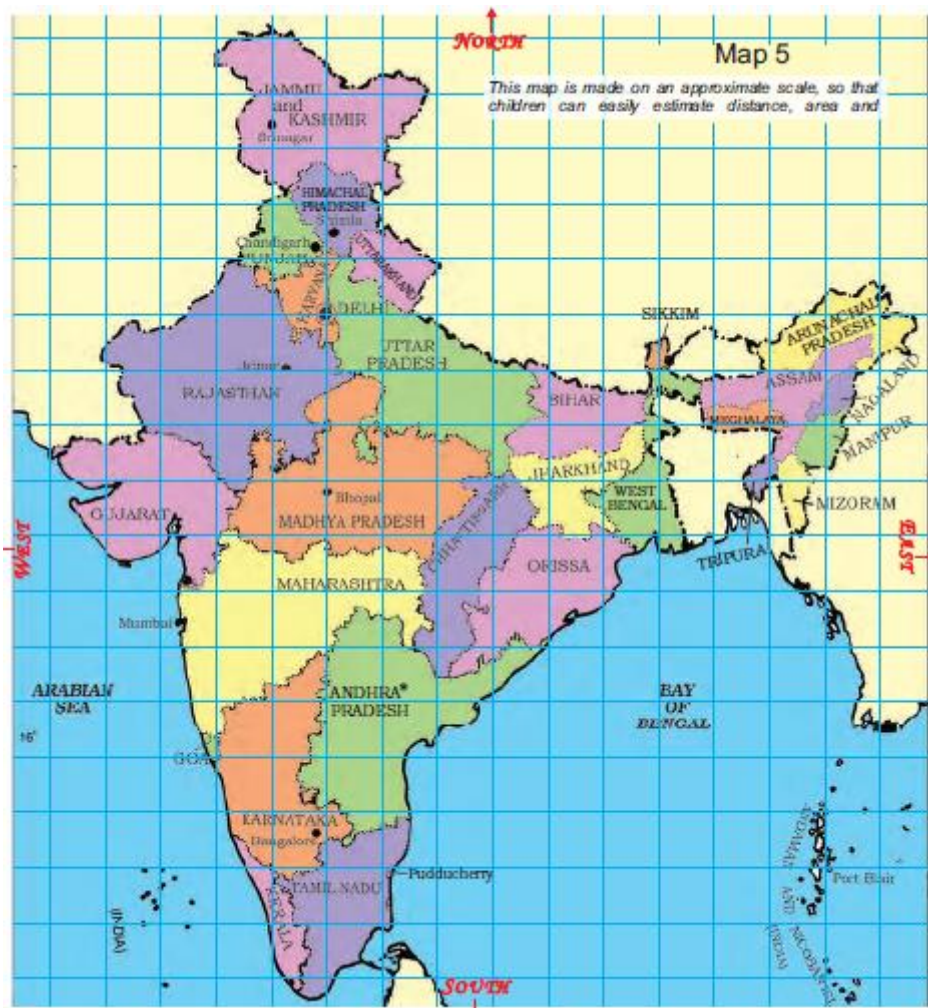 NORTH
Map 5
This map is made on an approximate scale, so that
children can easily estimate distance, area and
JAMMU
and
KASHMIR
Srinagar
HIMACHAL
PRADESH
Shimla
Chandigarh
PUNJAB
UTTARAKHAND
HARYANA
DELHI
SIKKIM
ARUNACHAL
PRADESH
UTTAR
PRADESH
Jaipur
RAJASTHAN
BIHAR
ASSAM
NAGALAND
MEGHALAYA
MANIPUR
JHARKHAND
WEST
BENGAL
Bhopal
MADHYA PRADESH
GUJARAT
CHHATISGARH
MIZORAM
WEST
EAST
TRIPURA
ORISSA
MAHARASHTRA
Mumbai
ARABIAN
SEA
ANDHRA
PRADESH
BAY
OF
BENGAL
16°
GOA
KARNATAKA
Bangalore
ANDAMAN
AND
NICOBAR
(INDIA)
Port Blair
Pudducherry
TAMIL NADU
KERALA
(INDIA)
SOUTH